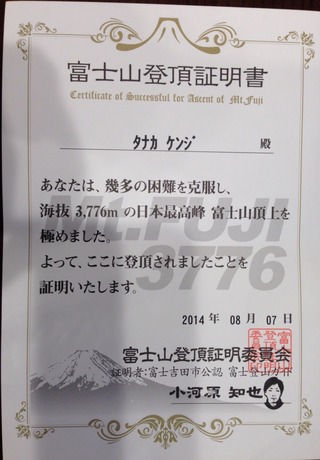 富士山登頂証明書
Certificate of Successful for Ascent of Mt.Fuji
タナカ ケンジ 殿
あなたは、幾多の困難を克服し、
海抜 3,776m の日本最高峰 富士山頂上を
極めました。
よって、ここに登頂されましたことを
証明いたします。
Mt.FUJI
3776
2014 年 08 月 07 日
富士山登頂証明委員会
証明者:富士吉田市公認 富士登山ガイド
小河原 知也